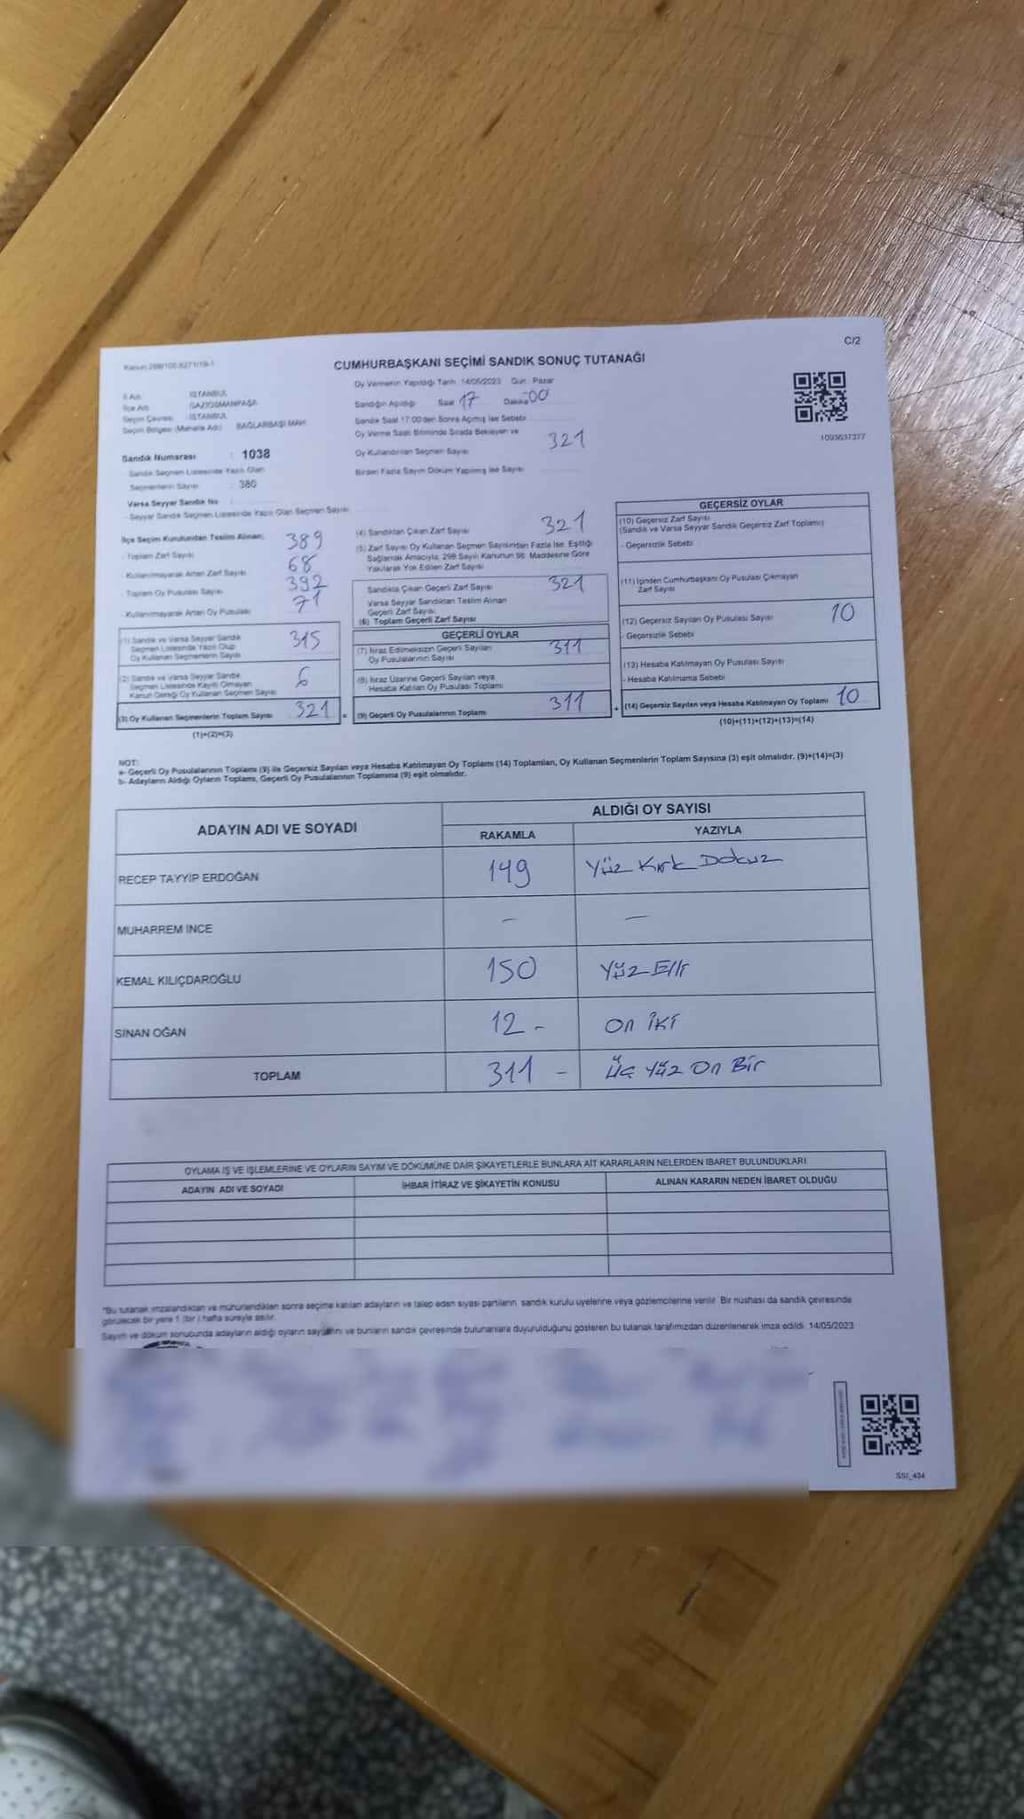 C/2
CUMHURBAŞKANI SEÇİMİ SANDIK SONUÇ TUTANAĞI
Oy Vermenin Yapıldığı Tarih: 14/05/2023 Gün: Pazar
İl Adı : İSTANBUL
İlçe Adı : GAZİOSMANPAŞA
Seçim Çevresi : İSTANBUL
Seçim Bölgesi (Mahalle Adı) : BAĞLARBAŞI MAH.
Sandığın Açıldığı Saat 17 Dakika 00
Sandık Saat 17:00'den Sonra Açılmış İse Sebebi
Oy Verme Saati Bitiminde Sırada Bekleyen ve
Oy Kullandırılan Seçmen Sayısı 321
Birden Fazla Sayım Döküm Yapılmış İse Sayısı
1093637377
Sandık Numarası : 1038
Sandık Seçmen Listesinde Yazılı Olan
Seçmenlerin Sayısı : 380
Varsa Seyyar Sandık No :
- Seyyar Sandık Seçmen Listesinde Yazılı Olan Seçmen Sayısı
İlçe Seçim Kurulundan Teslim Alınan;
- Toplam Zarf Sayısı 389
- Kullanılmayarak Artan Zarf Sayısı 68
- Toplam Oy Pusulası Sayısı 392
- Kullanılmayarak Artan Oy Pusulası 71
(1) Sandık ve Varsa Seyyar Sandık
Seçmen Listesinde Yazılı Olup
Oy Kullanan Seçmenlerin Sayısı 315
(2) Sandık ve Varsa Seyyar Sandık
Seçmen Listesinde Kayıtlı Olmayan
Kanun Gereği Oy Kullanan Seçmen Sayısı 6
(3) Oy Kullanan Seçmenlerin Toplam Sayısı 321 =
(1)+(2)=(3)
(4) Sandıktan Çıkan Zarf Sayısı 321
(5) Zarf Sayısı Oy Kullanan Seçmen Sayısından Fazla İse, Eşitliği
Sağlamak Amacıyla, 298 Sayılı Kanunun 98. Maddesine Göre
Yakılarak Yok Edilen Zarf Sayısı
Sandıkta Çıkan Geçerli Zarf Sayısı 321
Varsa Seyyar Sandıktan Teslim Alınan
Geçerli Zarf Sayısı
(6) Toplam Geçerli Zarf Sayısı
GEÇERLİ OYLAR
(7) İtiraz Edilmeksizin Geçerli Sayılan
Oy Pusulalarının Sayısı 311
(8) İtiraz Üzerine Geçerli Sayılan veya
Hesaba Katılan Oy Pusulası Toplamı
(9) Geçerli Oy Pusulalarının Toplamı 311 +
GEÇERSİZ OYLAR
(10) Geçersiz Zarf Sayısı
(Sandık ve Varsa Seyyar Sandık Geçersiz Zarf Toplamı)
- Geçersizlik Sebebi
(11) İçinden Cumhurbaşkanı Oy Pusulası Çıkmayan
Zarf Sayısı
(12) Geçersiz Sayılan Oy Pusulası Sayısı 10
- Geçersizlik Sebebi
(13) Hesaba Katılmayan Oy Pusulası Sayısı
- Hesaba Katılmama Sebebi
(14) Geçersiz Sayılan veya Hesaba Katılmayan Oy Toplamı 10
(10)+(11)+(12)+(13)=(14)
NOT:
a- Geçerli Oy Pusulalarının Toplamı (9) ile Geçersiz Sayılan veya Hesaba Katılmayan Oy Toplamı (14) Toplamları, Oy Kullanan Seçmenlerin Toplam Sayısına (3) eşit olmalıdır. (9)+(14)=(3)
b- Adayların Aldığı Oyların Toplamı, Geçerli Oy Pusulalarının Toplamına (9) eşit olmalıdır.
ADAYIN ADI VE SOYADI ALDIĞI OY SAYISI
RAKAMLA YAZIYLA
RECEP TAYYİP ERDOĞAN 149 Yüz Kırk Dokuz
MUHARREM İNCE – –
KEMAL KILIÇDAROĞLU 150 Yüz Elli
SİNAN OĞAN 12 - On İki
TOPLAM 311 - Üç Yüz On Bir
OYLAMA İŞ VE İŞLEMLERİNE VE OYLARIN SAYIM VE DÖKÜMÜNE DAİR ŞİKAYETLERLE BUNLARA AİT KARARLARIN NELERDEN İBARET BULUNDUKLARI
ADAYIN ADI VE SOYADI İHBAR İTİRAZ VE ŞİKAYETİN KONUSU ALINAN KARARIN NEDEN İBARET OLDUĞU
*Bu tutanak imzalandıktan ve mühürlendikten sonra seçime katılan adayların ve talep eden siyasi partilerin, sandık kurulu üyelerine veya gözlemcilerine verilir. Bir nüshası da sandık çevresinde
görülecek bir yere 1 (bir) hafta süreyle asılır.
Sayım ve döküm sonucunda adayların aldığı oyların sayılarını ve bunların sandık çevresinde bulunanlara duyurulduğunu gösteren bu tutanak tarafımızdan düzenlenerek imza edildi. 14/05/2023
SSI_434